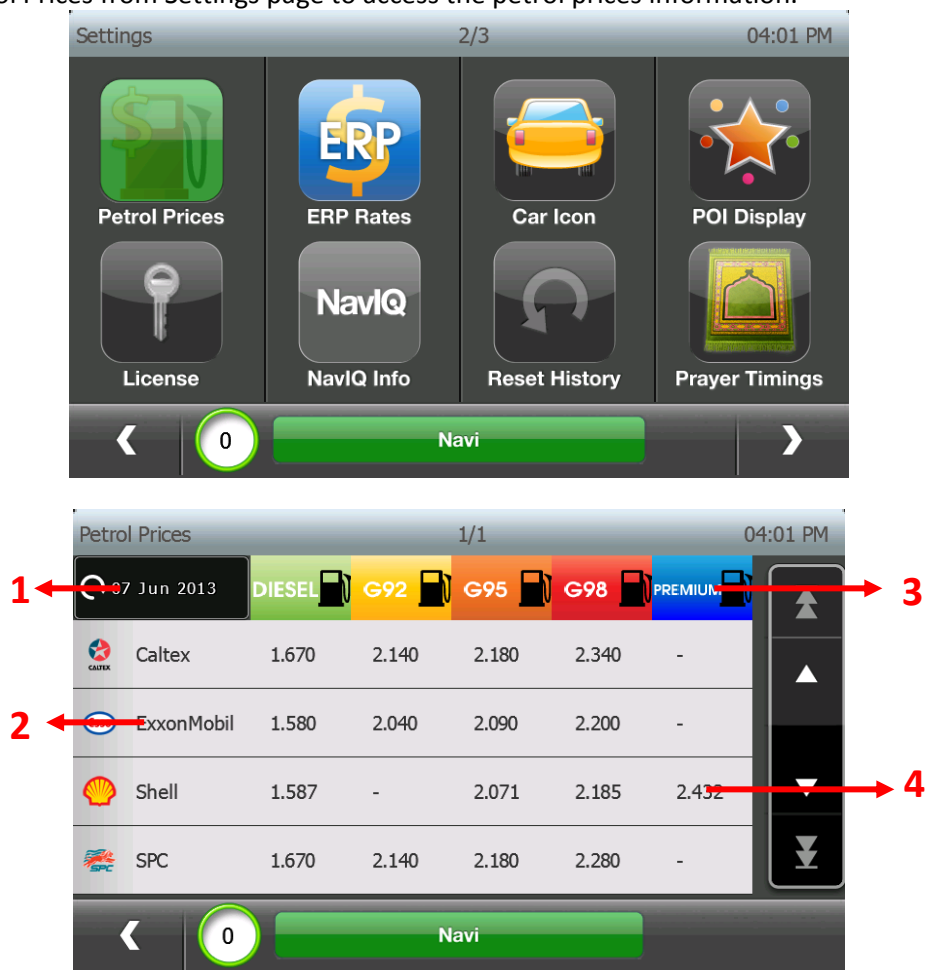 ol Prices from Settings page to access the petrol prices information.
Settings 2/3 04:01 PM
$ ERP $
Petrol Prices ERP Rates Car Icon POI Display
NavIQ
License NavIQ Info Reset History Prayer Timings
0 Navi
Petrol Prices 1/1 04:01 PM
1 07 Jun 2013 DIESEL G92 G95 G98 PREMIUM 3
CALTEX Caltex 1.670 2.140 2.180 2.340 -
2 Esso ExxonMobil 1.580 2.040 2.090 2.200 -
Shell 1.587 - 2.071 2.185 2.432 4
SPC SPC 1.670 2.140 2.180 2.280 -
0 Navi